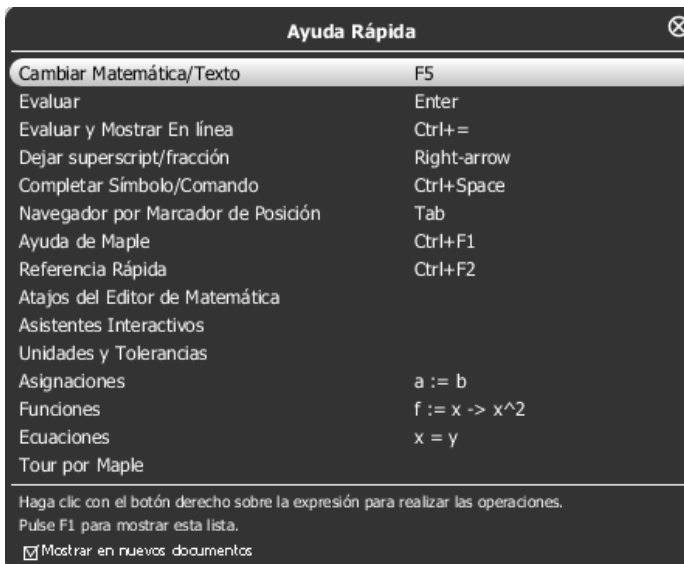 Ayuda Rápida
Cambiar Matemática/Texto F5
Evaluar Enter
Evaluar y Mostrar En línea Ctrl+=
Dejar superscript/fracción Right-arrow
Completar Símbolo/Comando Ctrl+Space
Navegador por Marcador de Posición Tab
Ayuda de Maple Ctrl+F1
Referencia Rápida Ctrl+F2
Atajos del Editor de Matemática
Asistentes Interactivos
Unidades y Tolerancias
Asignaciones a := b
Funciones f := x -> x^2
Ecuaciones x = y
Tour por Maple
Haga clic con el botón derecho sobre la expresión para realizar las operaciones.
Pulse F1 para mostrar esta lista.
Mostrar en nuevos documentos